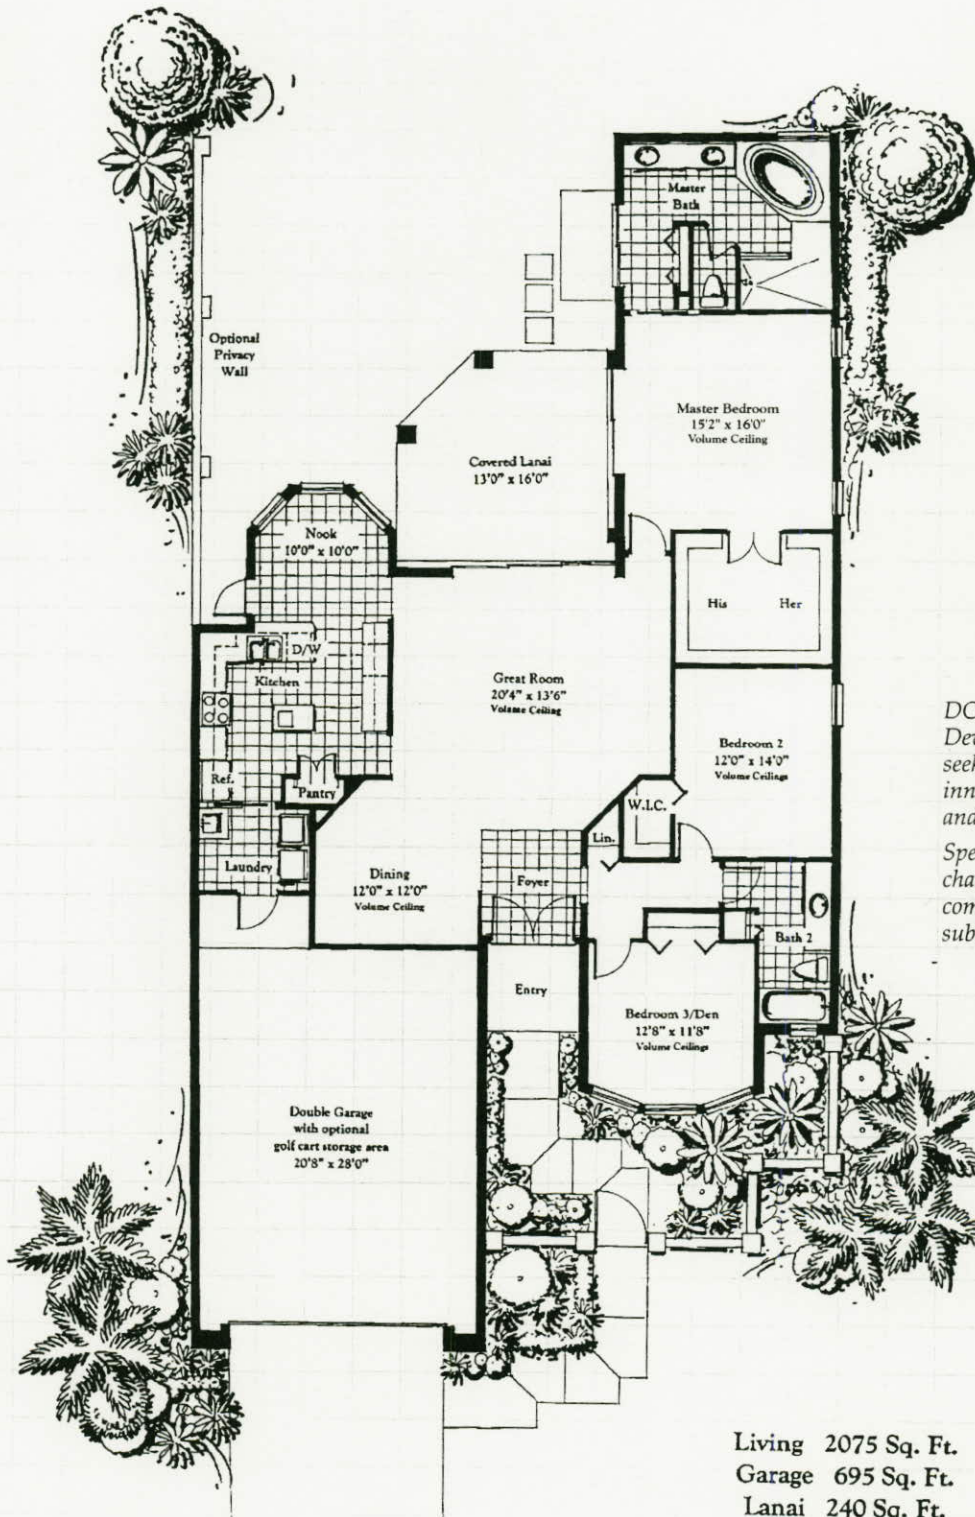 Master
Bath
Optional
Privacy
Wall
Master Bedroom
15'2" x 16'0"
Volume Ceiling
Covered Lanai
13'0" x 16'0"
Nook
10'0" x 10'0"
His Her
D/W
Kitchen
Great Room
20'4" x 13'6"
Volume Ceiling
Bedroom 2
12'0" x 14'0"
Volume Ceilings
Ref.
Pantry
W.I.C.
Lin.
Laundry
Dining
12'0" x 12'0"
Volume Ceiling
Foyer
Bath 2
Entry
Bedroom 3/Den
12'8" x 11'8"
Volume Ceilings
Double Garage
with optional
golf cart storage area
20'8" x 28'0"
Living 2075 Sq. Ft.
Garage 695 Sq. Ft.
Lanai 240 Sq. Ft.
and